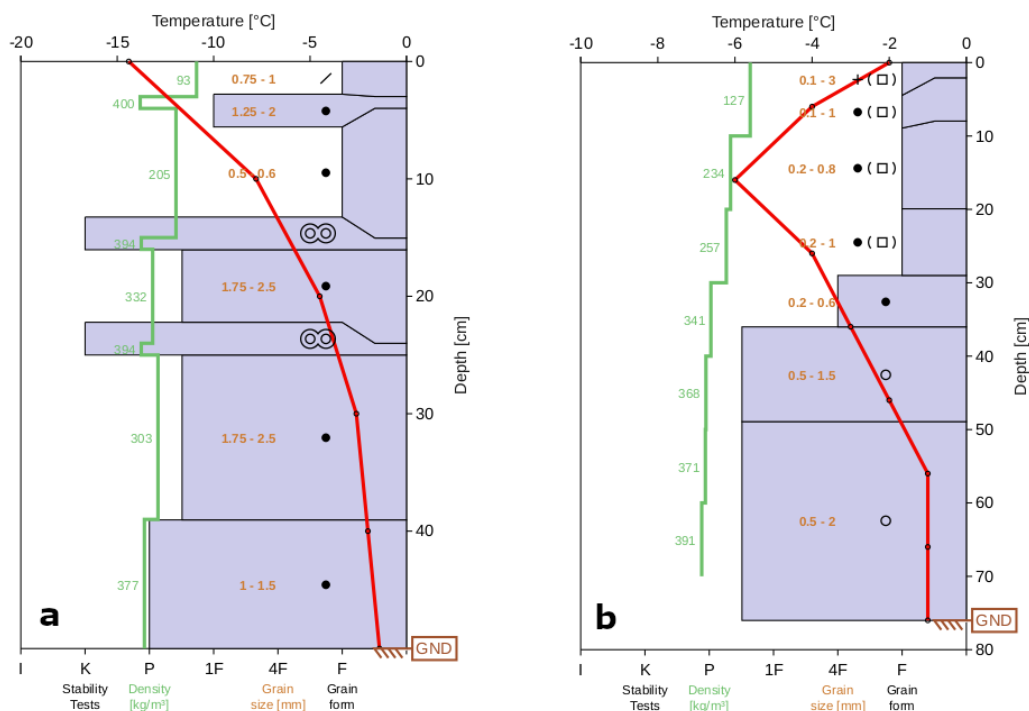 Temperature [°C]
-20 -15 -10 -5 0
0
93 0.75 - 1
400 1.25 - 2
205 0.5 - 0.6
10
394
332 1.75 - 2.5
20
394
303 1.75 - 2.5
30
40
377 1 - 1.5
Depth [cm]
a
GND
I K P 1F 4F F
Stability Density Grain Grain
Tests [kg/m³] size [mm] form
Temperature [°C]
-10 -8 -6 -4 -2 0
0
127 0.1 - 3
0.1 - 1
10
234 0.2 - 0.8
20
257 0.2 - 1
30
341 0.2 - 0.6
40
368 0.5 - 1.5
50
371
60
391 0.5 - 2
70
80
Depth [cm]
b
GND
I K P 1F 4F F
Stability Density Grain Grain
Tests [kg/m³] size [mm] form